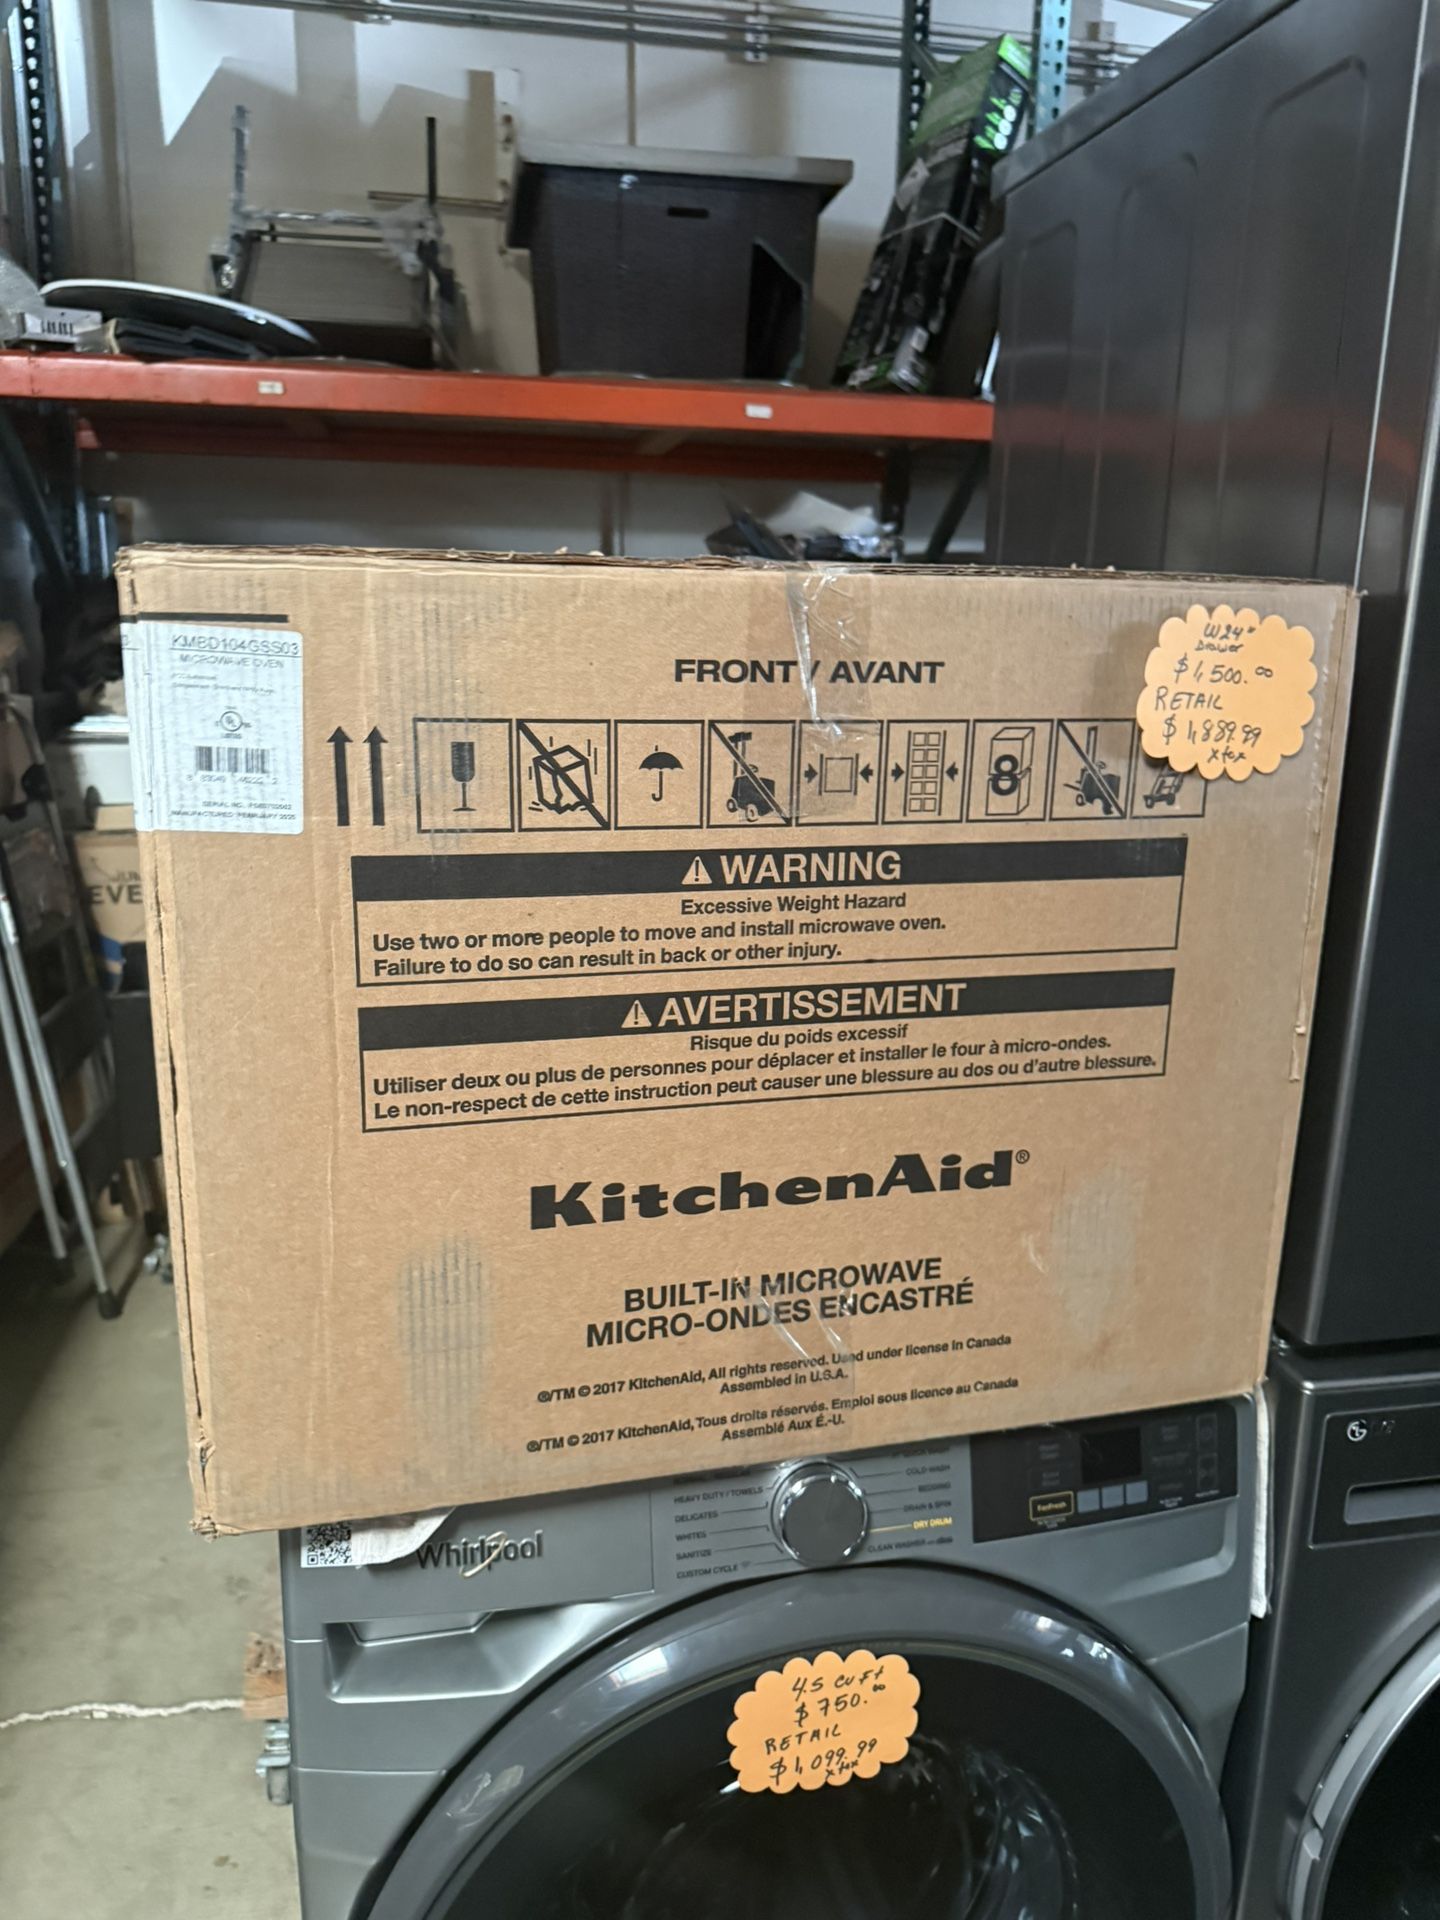 KMBD104GSS03
MICROWAVE OVEN
LISTED
MANUFACTURED: FEBRUARY 2025
FRONT / AVANT
8
W24"
Drawer
$1,500.00
RETAIL
$1,889.99
x tax
WARNING
Excessive Weight Hazard
Use two or more people to move and install microwave oven.
Failure to do so can result in back or other injury.
AVERTISSEMENT
Risque du poids excessif
Utiliser deux ou plus de personnes pour déplacer et installer le four à micro-ondes.
Le non-respect de cette instruction peut causer une blessure au dos ou d'autre blessure.
EVE
KitchenAid®
BUILT-IN MICROWAVE
MICRO-ONDES ENCASTRÉ
®/TM © 2017 KitchenAid, All rights reserved. Used under license in Canada
Assembled in U.S.A.
®/TM © 2017 KitchenAid, Tous droits réservés. Emploi sous licence au Canada
Assemblé Aux É.-U.
LG
Whirlpool
HEAVY DUTY / TOWELS
DELICATES
WHITES
SANITIZE
CUSTOM CYCLE
COLD WASH
BEDDING
DRAIN & SPIN
DRY DRUM
CLEAN WASHER
FanFresh
4.5 cu Ft
$750.00
RETAIL
$1,099.99
x tax